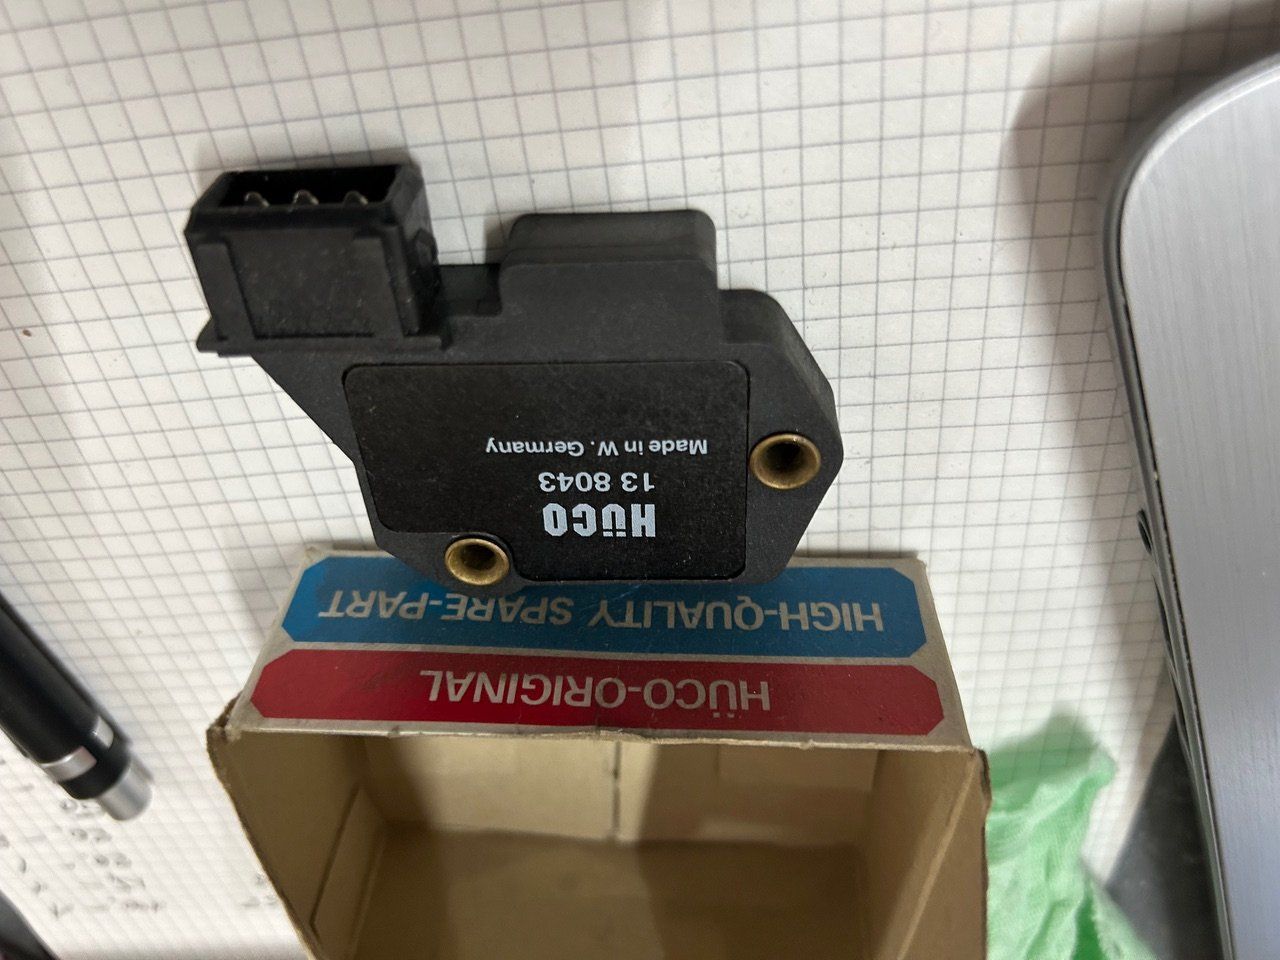 HÜCO
13 8043
Made in W. Germany
HIGH-QUALITY SPARE-PART
HÜCO-ORIGINAL